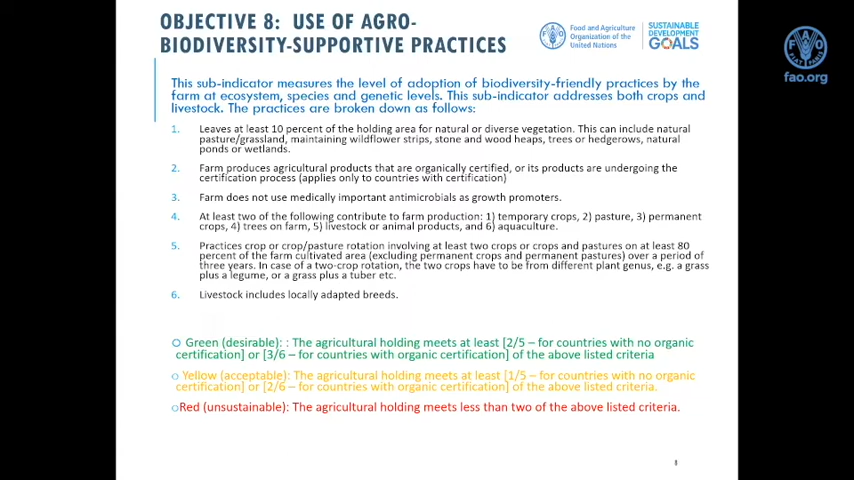 OBJECTIVE 8: USE OF AGRO-
BIODIVERSITY-SUPPORTIVE PRACTICES
Food and Agriculture
Organization of the
United Nations
SUSTAINABLE
DEVELOPMENT
GOALS
fao.org
This sub-indicator measures the level of adoption of biodiversity-friendly practices by the
farm at ecosystem, species and genetic levels. This sub-indicator addresses both crops and
livestock. The practices are broken down as follows:
1. Leaves at least 10 percent of the holding area for natural or diverse vegetation. This can include natural
pasture/grassland, maintaining wildflower strips, stone and wood heaps, trees or hedgerows, natural
ponds or wetlands.
2. Farm produces agricultural products that are organically certified, or its products are undergoing the
certification process (applies only to countries with certification)
3. Farm does not use medically important antimicrobials as growth promoters.
4. At least two of the following contribute to farm production: 1) temporary crops, 2) pasture, 3) permanent
crops, 4) trees on farm, 5) livestock or animal products, and 6) aquaculture.
5. Practices crop or crop/pasture rotation involving at least two crops or crops and pastures on at least 80
percent of the farm cultivated area (excluding permanent crops and permanent pastures) over a period of
three years. In case of a two-crop rotation, the two crops have to be from different plant genus, e.g. a grass
plus a legume, or a grass plus a tuber etc.
6. Livestock includes locally adapted breeds.
Green (desirable): : The agricultural holding meets at least [2/5 – for countries with no organic
certification] or [3/6 – for countries with organic certification] of the above listed criteria
Yellow (acceptable): The agricultural holding meets at least [1/5 – for countries with no organic
certification] or [2/6 – for countries with organic certification] of the above listed criteria.
Red (unsustainable): The agricultural holding meets less than two of the above listed criteria.
8